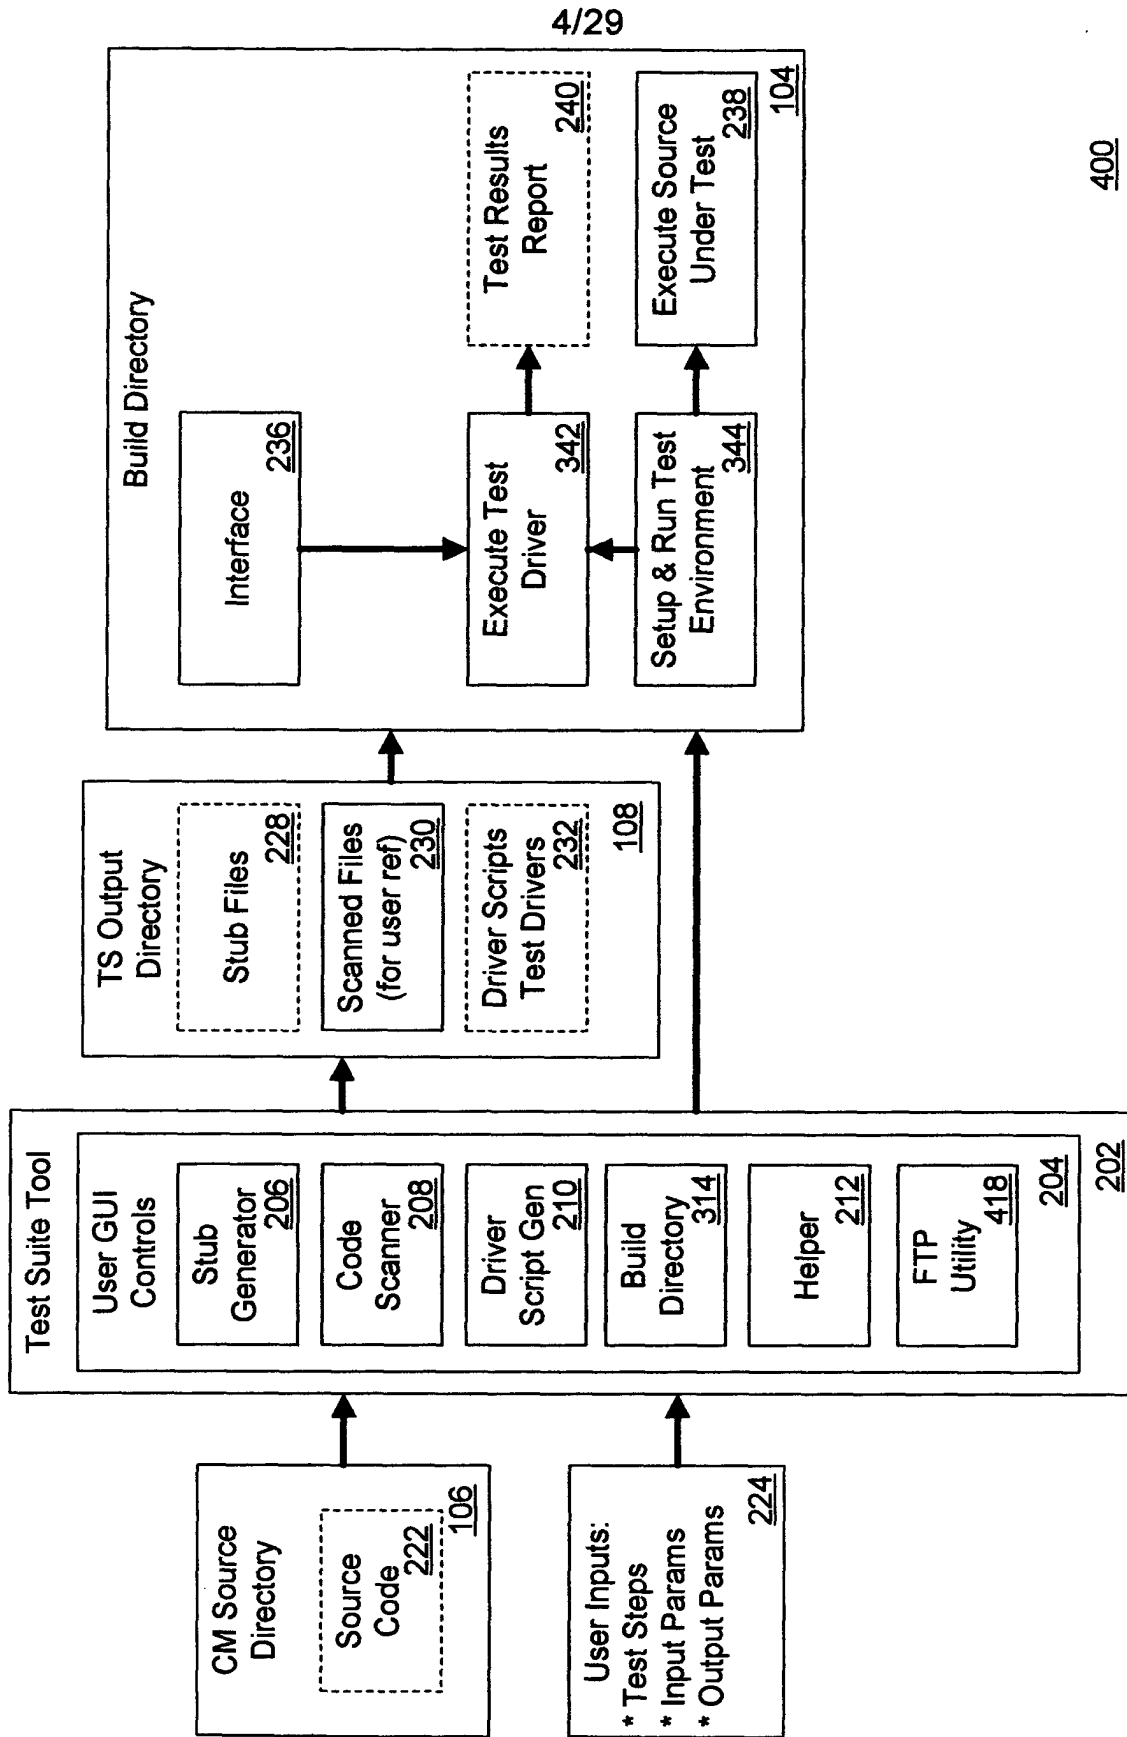 4/29
CM Source
Directory
Source
Code
222
106
User Inputs:
* Test Steps
* Input Params
* Output Params
224
Test Suite Tool
User GUI
Controls
Stub
Generator
206
Code
Scanner
208
Driver
Script Gen
210
Build
Directory
314
Helper
212
FTP
Utility
418
204
202
TS Output
Directory
Stub Files
228
Scanned Files
(for user ref)
230
Driver Scripts
Test Drivers
232
108
Build Directory
Interface
236
Execute Test
Driver
342
Test Results
Report
240
Setup & Run Test
Environment
344
Execute Source
Under Test
238
104
400